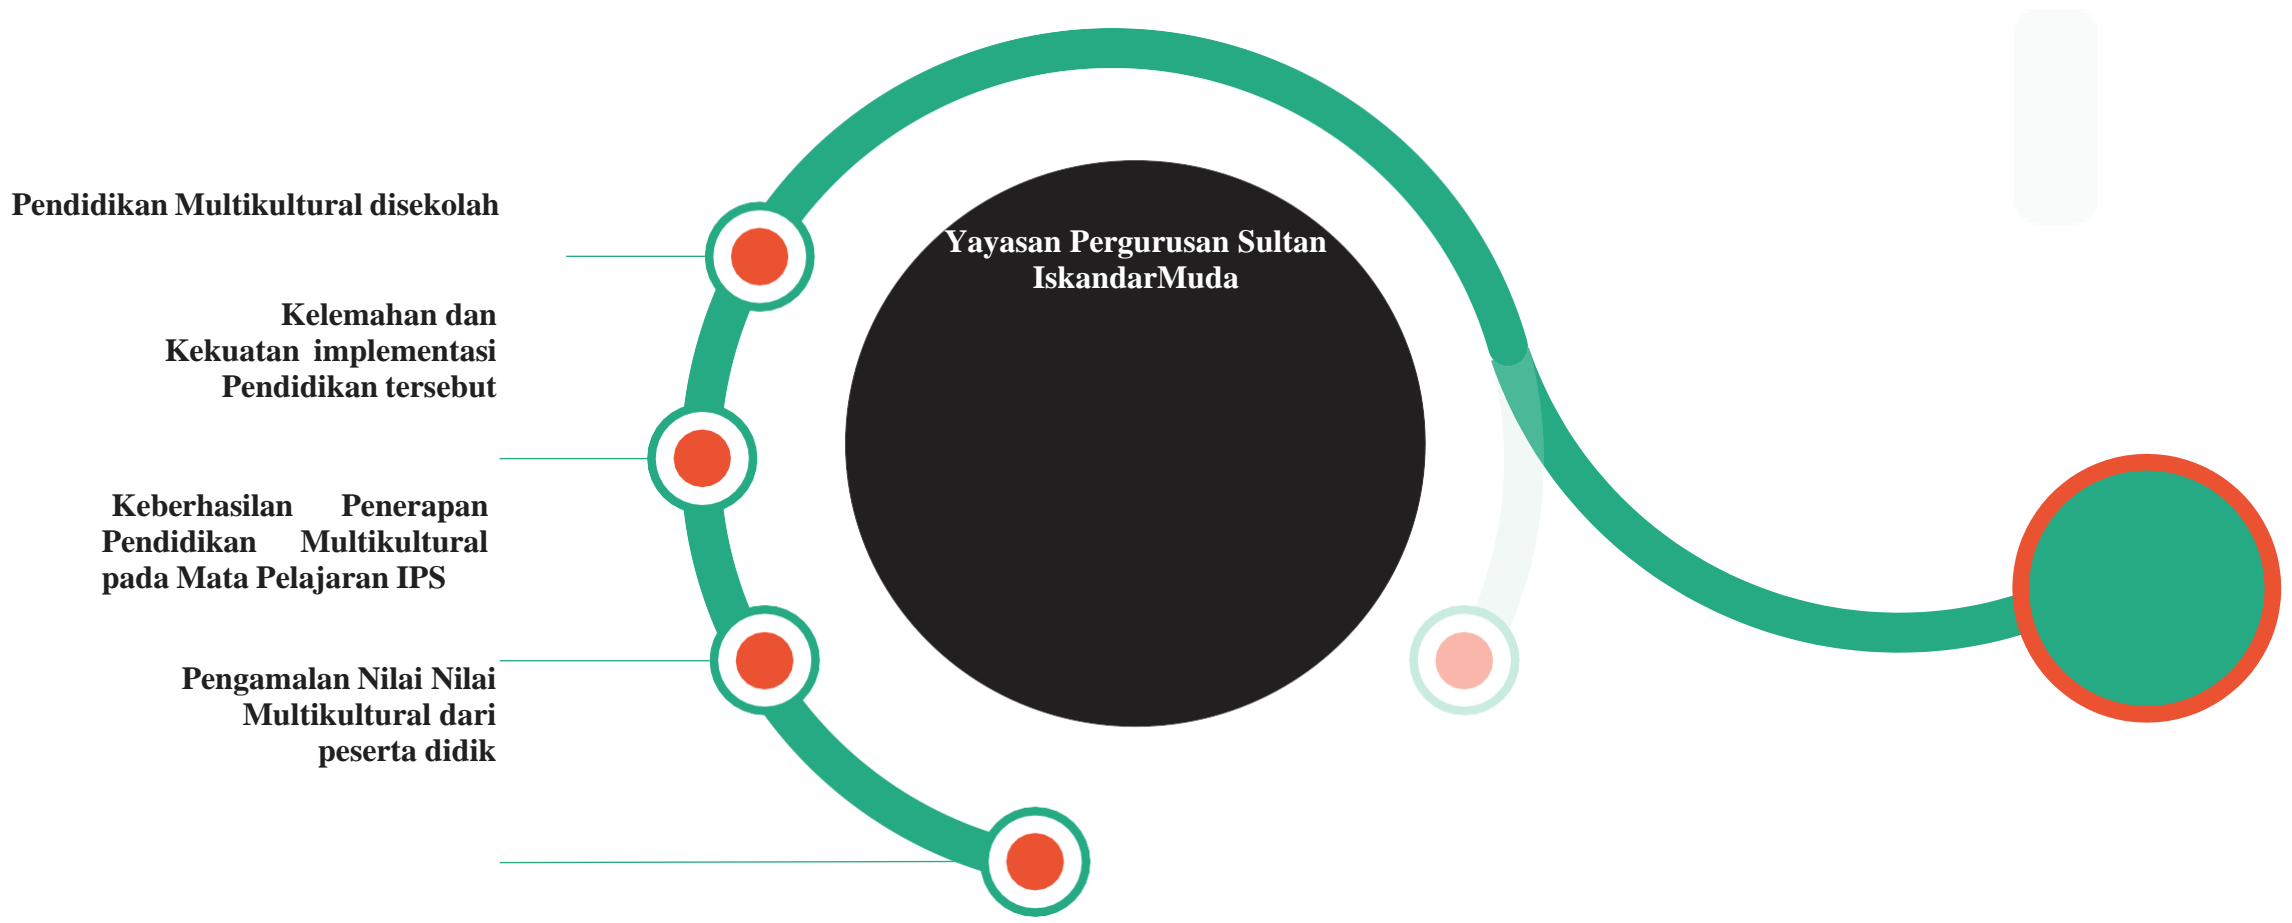 Pendidikan Multikultural disekolah
Kelemahan dan
Kekuatan implementasi
Pendidikan tersebut
Keberhasilan Penerapan
Pendidikan Multikultural
pada Mata Pelajaran IPS
Pengamalan Nilai Nilai
Multikultural dari
peserta didik
Yayasan Pergurusan Sultan
IskandarMuda